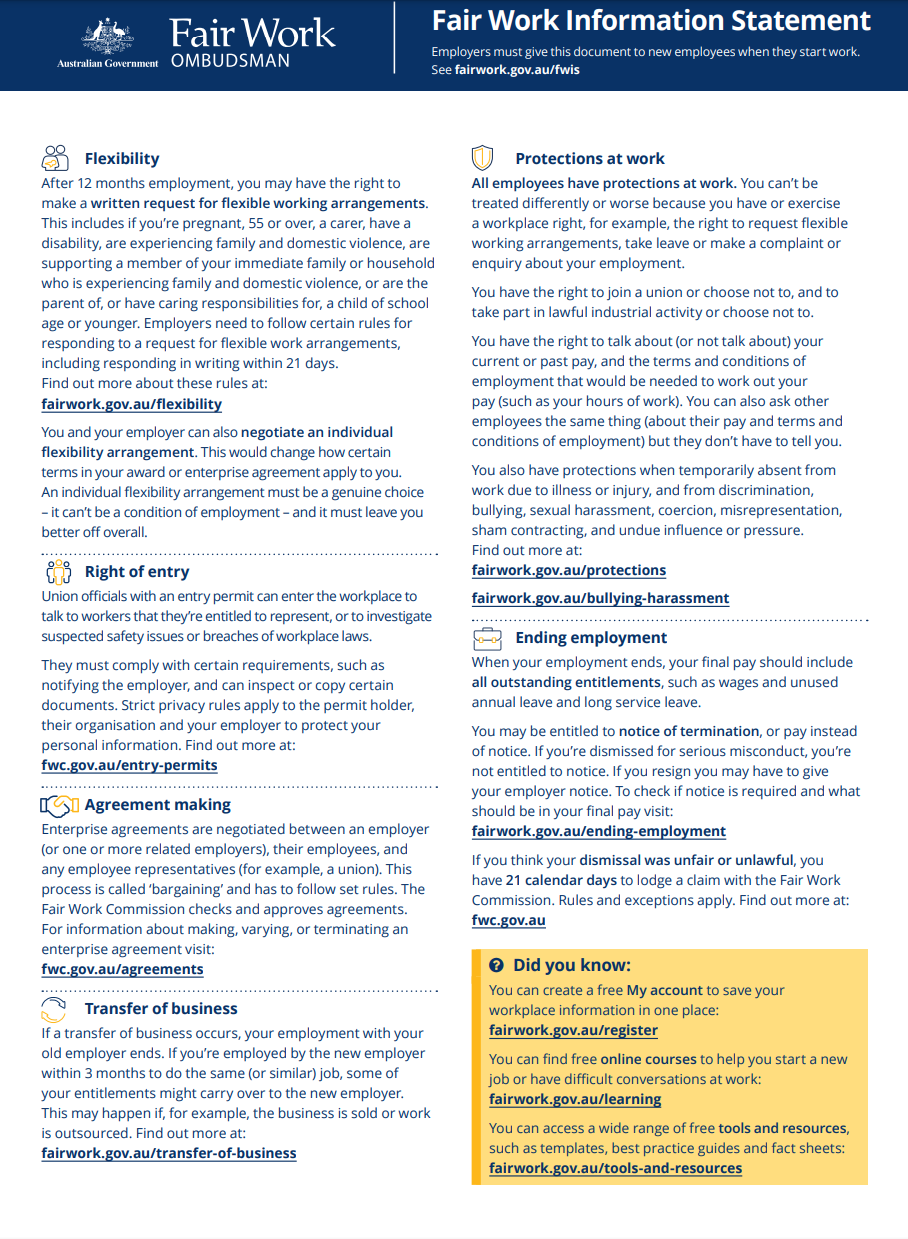 Australian Government
Fair Work
OMBUDSMAN
Fair Work Information Statement
Employers must give this document to new employees when they start work.
See fairwork.gov.au/fwis
Flexibility
After 12 months employment, you may have the right to
make a written request for flexible working arrangements.
This includes if you're pregnant, 55 or over, a carer, have a
disability, are experiencing family and domestic violence, are
supporting a member of your immediate family or household
who is experiencing family and domestic violence, or are the
parent of, or have caring responsibilities for, a child of school
age or younger. Employers need to follow certain rules for
responding to a request for flexible work arrangements,
including responding in writing within 21 days.
Find out more about these rules at:
fairwork.gov.au/flexibility
You and your employer can also negotiate an individual
flexibility arrangement. This would change how certain
terms in your award or enterprise agreement apply to you.
An individual flexibility arrangement must be a genuine choice
– it can't be a condition of employment – and it must leave you
better off overall.
Right of entry
Union officials with an entry permit can enter the workplace to
talk to workers that they're entitled to represent, or to investigate
suspected safety issues or breaches of workplace laws.
They must comply with certain requirements, such as
notifying the employer, and can inspect or copy certain
documents. Strict privacy rules apply to the permit holder,
their organisation and your employer to protect your
personal information. Find out more at:
fwc.gov.au/entry-permits
Agreement making
Enterprise agreements are negotiated between an employer
(or one or more related employers), their employees, and
any employee representatives (for example, a union). This
process is called 'bargaining' and has to follow set rules. The
Fair Work Commission checks and approves agreements.
For information about making, varying, or terminating an
enterprise agreement visit:
fwc.gov.au/agreements
Transfer of business
If a transfer of business occurs, your employment with your
old employer ends. If you're employed by the new employer
within 3 months to do the same (or similar) job, some of
your entitlements might carry over to the new employer.
This may happen if, for example, the business is sold or work
is outsourced. Find out more at:
fairwork.gov.au/transfer-of-business
Protections at work
All employees have protections at work. You can't be
treated differently or worse because you have or exercise
a workplace right, for example, the right to request flexible
working arrangements, take leave or make a complaint or
enquiry about your employment.
You have the right to join a union or choose not to, and to
take part in lawful industrial activity or choose not to.
You have the right to talk about (or not talk about) your
current or past pay, and the terms and conditions of
employment that would be needed to work out your
pay (such as your hours of work). You can also ask other
employees the same thing (about their pay and terms and
conditions of employment) but they don't have to tell you.
You also have protections when temporarily absent from
work due to illness or injury, and from discrimination,
bullying, sexual harassment, coercion, misrepresentation,
sham contracting, and undue influence or pressure.
Find out more at:
fairwork.gov.au/protections
fairwork.gov.au/bullying-harassment
Ending employment
When your employment ends, your final pay should include
all outstanding entitlements, such as wages and unused
annual leave and long service leave.
You may be entitled to notice of termination, or pay instead
of notice. If you're dismissed for serious misconduct, you're
not entitled to notice. If you resign you may have to give
your employer notice. To check if notice is required and what
should be in your final pay visit:
fairwork.gov.au/ending-employment
If you think your dismissal was unfair or unlawful, you
have 21 calendar days to lodge a claim with the Fair Work
Commission. Rules and exceptions apply. Find out more at:
fwc.gov.au
Did you know:
You can create a free My account to save your
workplace information in one place:
fairwork.gov.au/register
You can find free online courses to help you start a new
job or have difficult conversations at work:
fairwork.gov.au/learning
You can access a wide range of free tools and resources,
such as templates, best practice guides and fact sheets:
fairwork.gov.au/tools-and-resources